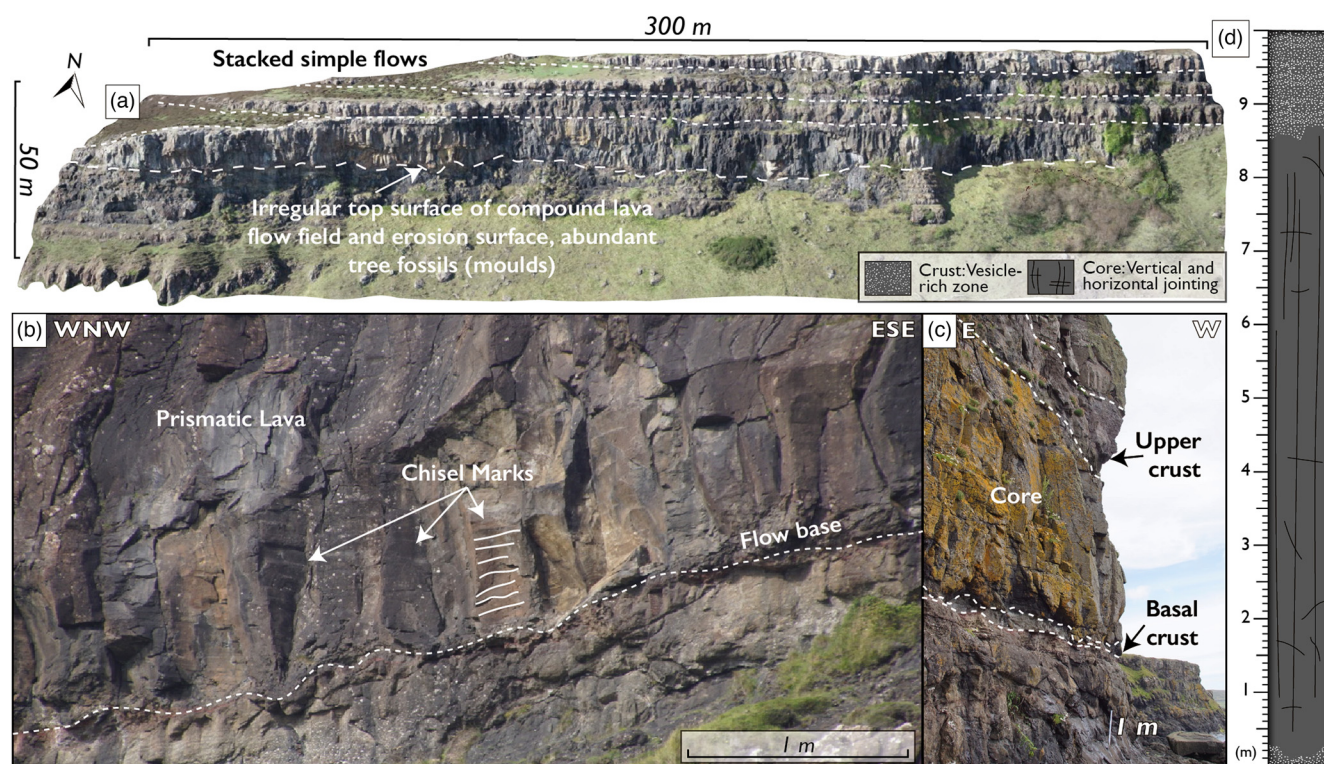 300 m
(d)
N
Stacked simple flows
(a)
50 m
Irregular top surface of compound lava
flow field and erosion surface, abundant
tree fossils (moulds)
Crust: Vesicle-
rich zone
Core: Vertical and
horizontal jointing
(b) WNW
ESE
Prismatic Lava
Chisel Marks
Flow base
1 m
(c) E
W
Upper
crust
Core
Basal
crust
1 m
9
8
7
6
5
4
3
2
1
(m)